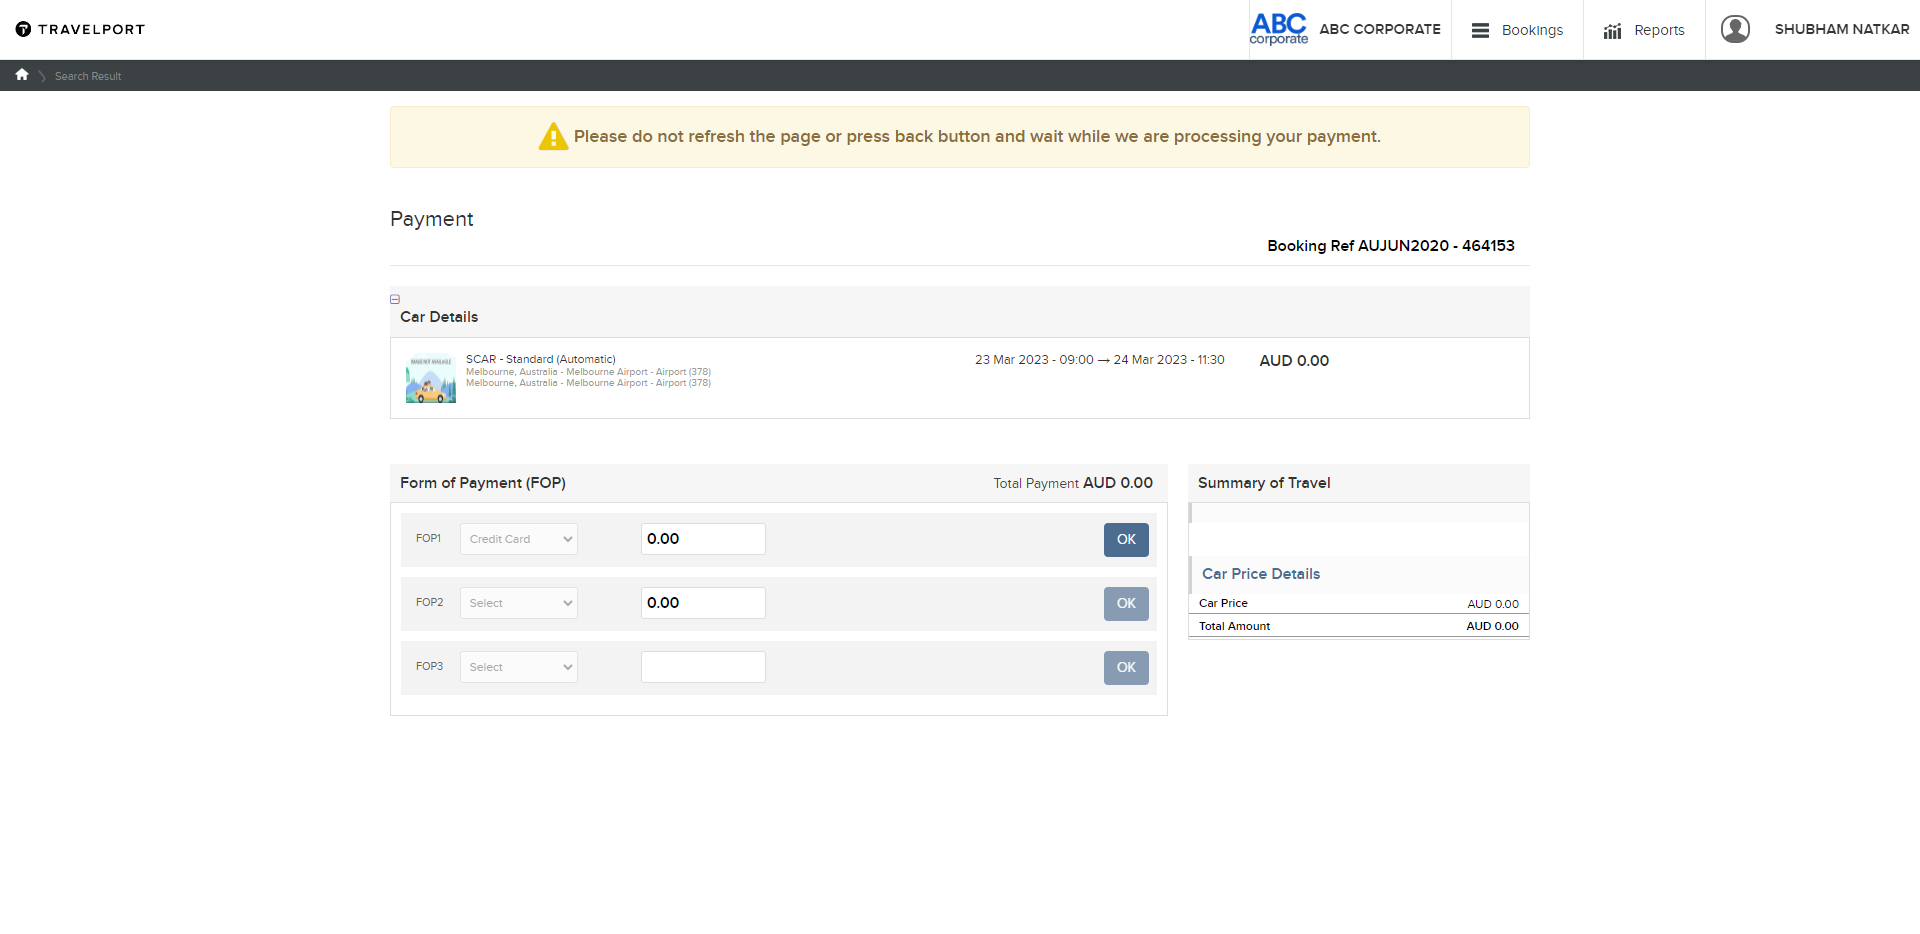 TRAVELPORT
ABC corporate
ABC CORPORATE
Bookings
Reports
SHUBHAM NATKAR
Search Result
Please do not refresh the page or press back button and wait while we are processing your payment.
Payment
Booking Ref AUJUN2020 - 464153
Car Details
IMAGE NOT AVAILABLE
SCAR - Standard (Automatic)
Melbourne, Australia - Melbourne Airport - Airport (378)
Melbourne, Australia - Melbourne Airport - Airport (378)
23 Mar 2023 - 09:00 → 24 Mar 2023 - 11:30
AUD 0.00
Form of Payment (FOP)
Total Payment AUD 0.00
FOP1 Credit Card 0.00 OK
FOP2 Select 0.00 OK
FOP3 Select OK
Summary of Travel
Car Price Details
Car Price AUD 0.00
Total Amount AUD 0.00